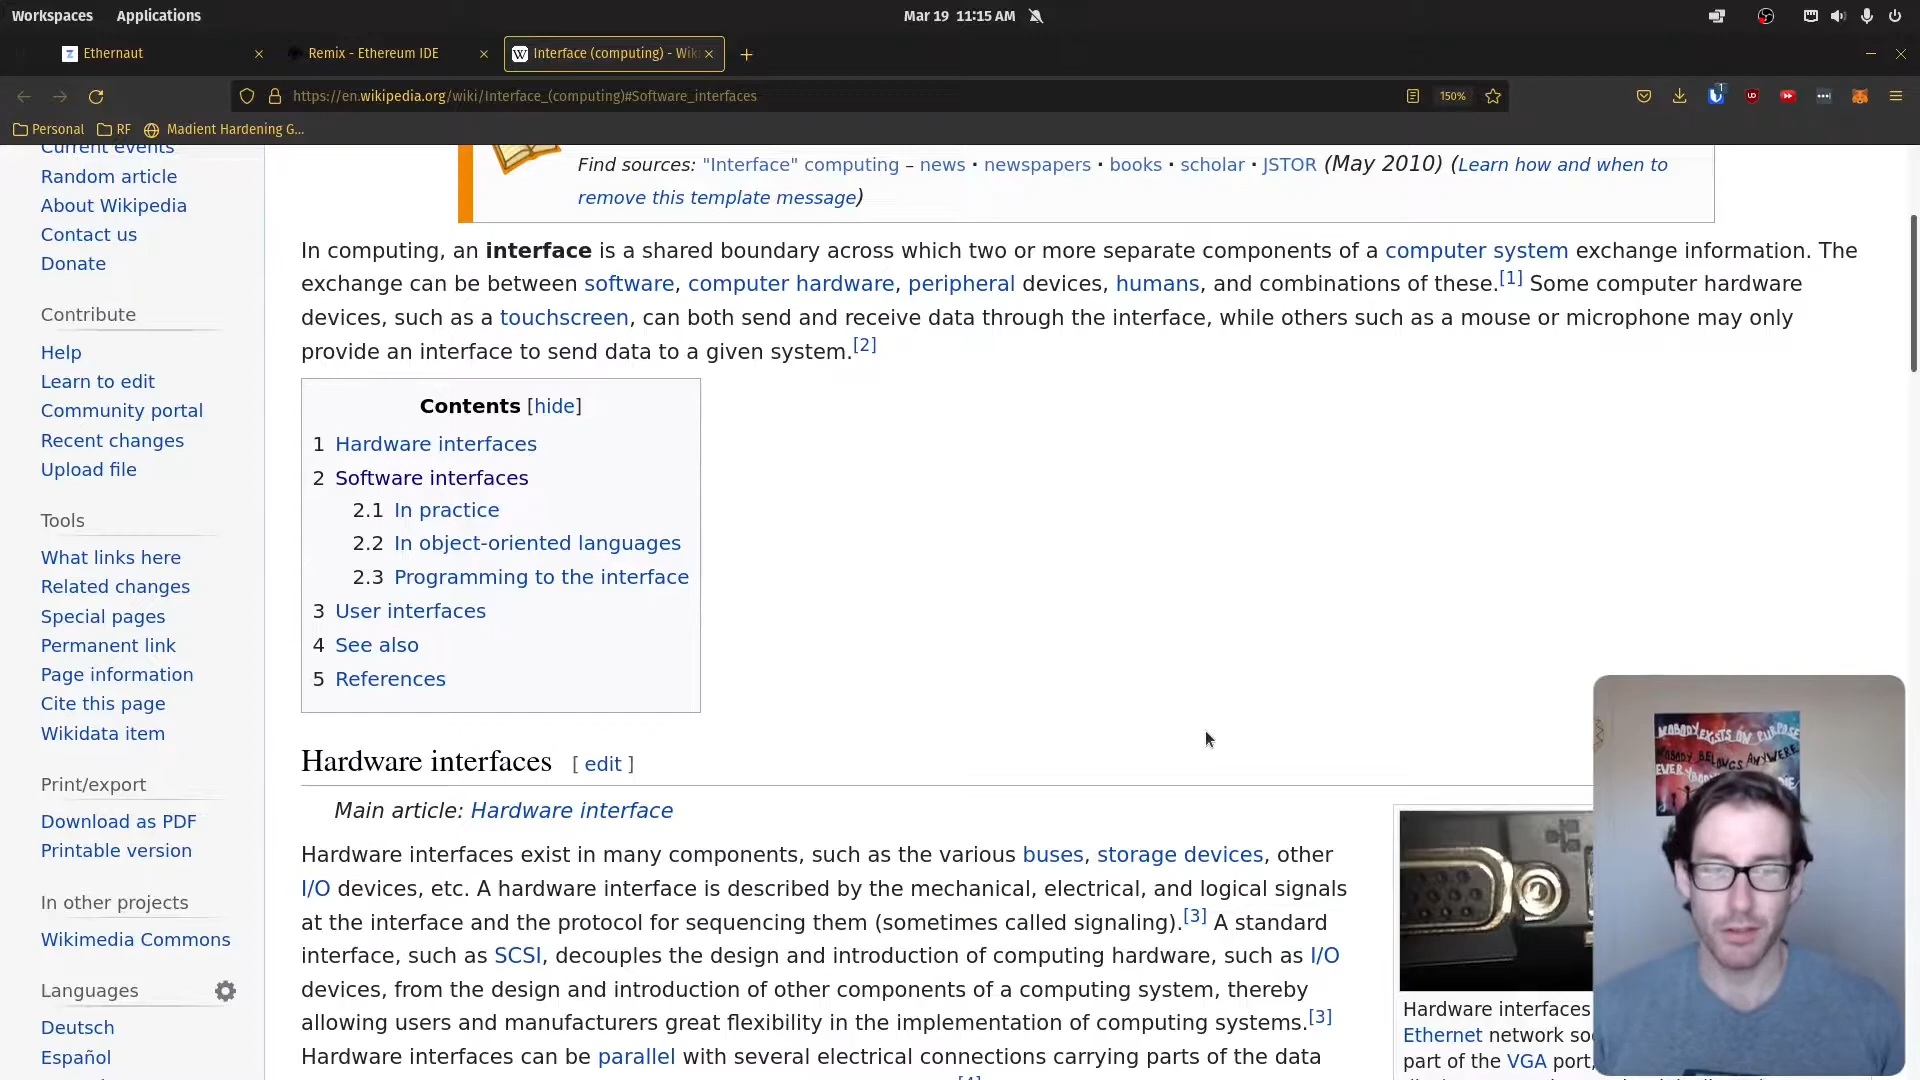 Workspaces Applications Mar 19 11:15 AM
Ethernaut Remix - Ethereum IDE Interface (computing) - Wik
https://en.wikipedia.org/wiki/Interface_(computing)#Software_interfaces 150%
Personal RF Madient Hardening G...
Current events
Random article
About Wikipedia
Contact us
Donate
Contribute
Help
Learn to edit
Community portal
Recent changes
Upload file
Tools
What links here
Related changes
Special pages
Permanent link
Page information
Cite this page
Wikidata item
Print/export
Download as PDF
Printable version
In other projects
Wikimedia Commons
Languages
Deutsch
Español
Find sources: "Interface" computing – news · newspapers · books · scholar · JSTOR (May 2010) (Learn how and when to
remove this template message)
In computing, an interface is a shared boundary across which two or more separate components of a computer system exchange information. The
exchange can be between software, computer hardware, peripheral devices, humans, and combinations of these.[1] Some computer hardware
devices, such as a touchscreen, can both send and receive data through the interface, while others such as a mouse or microphone may only
provide an interface to send data to a given system.[2]
Contents [hide]
1 Hardware interfaces
2 Software interfaces
2.1 In practice
2.2 In object-oriented languages
2.3 Programming to the interface
3 User interfaces
4 See also
5 References
Hardware interfaces [ edit ]
Main article: Hardware interface
Hardware interfaces exist in many components, such as the various buses, storage devices, other
I/O devices, etc. A hardware interface is described by the mechanical, electrical, and logical signals
at the interface and the protocol for sequencing them (sometimes called signaling).[3] A standard
interface, such as SCSI, decouples the design and introduction of computing hardware, such as I/O
devices, from the design and introduction of other components of a computing system, thereby
allowing users and manufacturers great flexibility in the implementation of computing systems.[3]
Hardware interfaces can be parallel with several electrical connections carrying parts of the data
Hardware interfaces
Ethernet network so
part of the VGA port,
NOBODY EXISTS ON PURPOSE
NOBODY BELONGS ANYWHERE